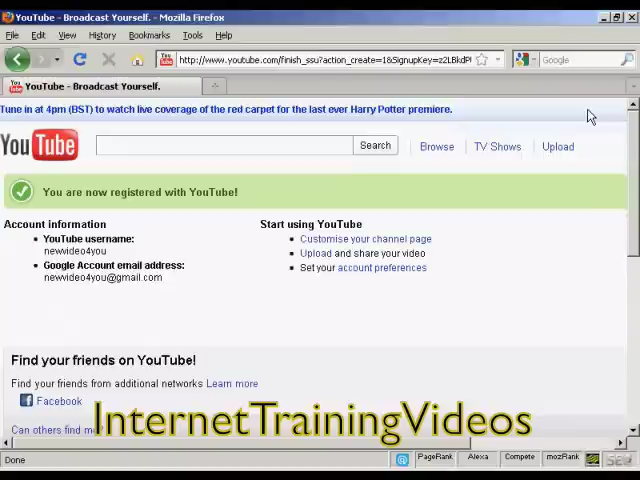 YouTube - Broadcast Yourself. - Mozilla Firefox
File Edit View History Bookmarks Tools Help
http://www.youtube.com/finish_ssu?action_create=1&SignupKey=z2LBkdP
Google
YouTube - Broadcast Yourself.
Tune in at 4pm (BST) to watch live coverage of the red carpet for the last ever Harry Potter premiere.
YouTube Search Browse TV Shows Upload
You are now registered with YouTube!
Account information
YouTube username:
newvideo4you
Google Account email address:
newvideo4you@gmail.com
Start using YouTube
Customise your channel page
Upload and share your video
Set your account preferences
Find your friends on YouTube!
Find your friends from additional networks Learn more
Facebook
Can others find me?
InternetTrainingVideos
Done PageRank Alexa Compete mozRank SEO